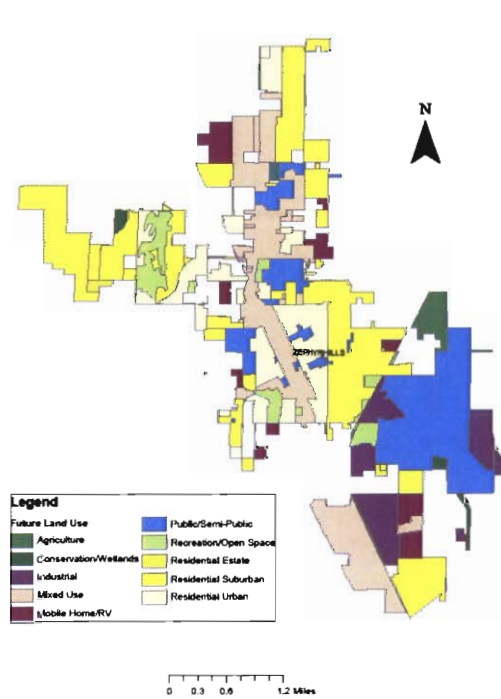 N
ZEPHYRHILLS
Legend
Future Land Use
Agriculture
Conservation/Wetlands
Industrial
Mixed Use
Mobile Home/RV
Public/Semi-Public
Recreation/Open Space
Residential Estate
Residential Suburban
Residential Urban
0 0.3 0.6 1.2 Miles